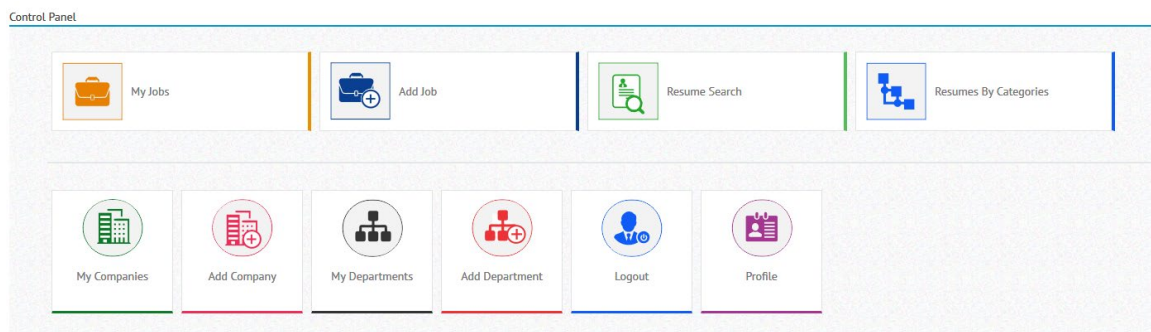 Control Panel
My Jobs
Add Job
Resume Search
Resumes By Categories
My Companies
Add Company
My Departments
Add Department
Logout
Profile